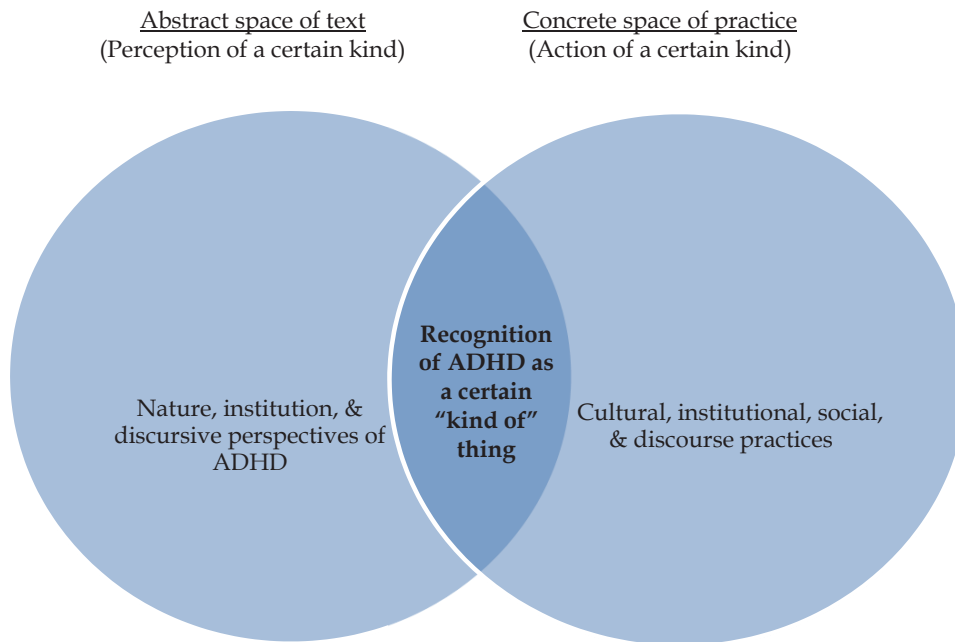 Abstract space of text
(Perception of a certain kind)
Concrete space of practice
(Action of a certain kind)
Nature, institution, &
discursive perspectives of
ADHD
Recognition
of ADHD as
a certain
“kind of”
thing
Cultural, institutional, social,
& discourse practices